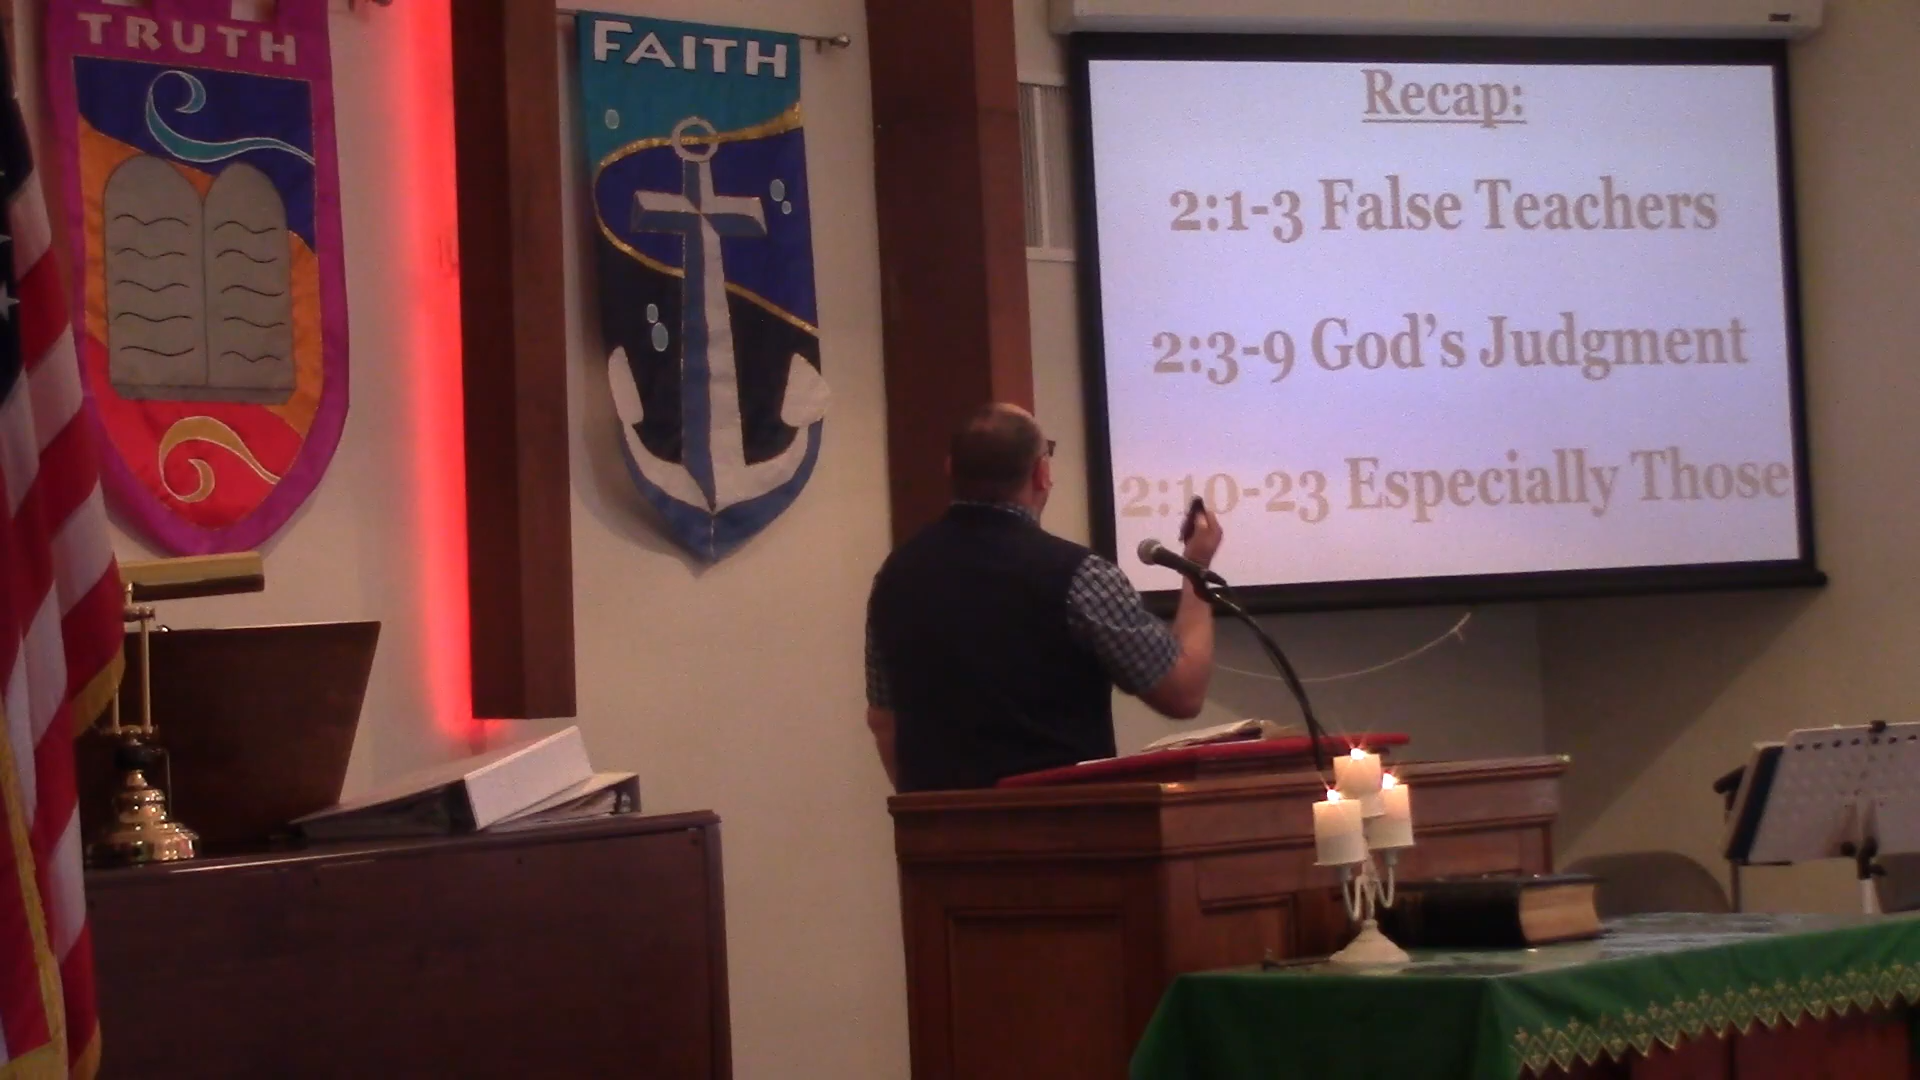 TRUTH
FAITH
Recap:
2:1-3 False Teachers
2:3-9 God's Judgment
2:10-23 Especially Those